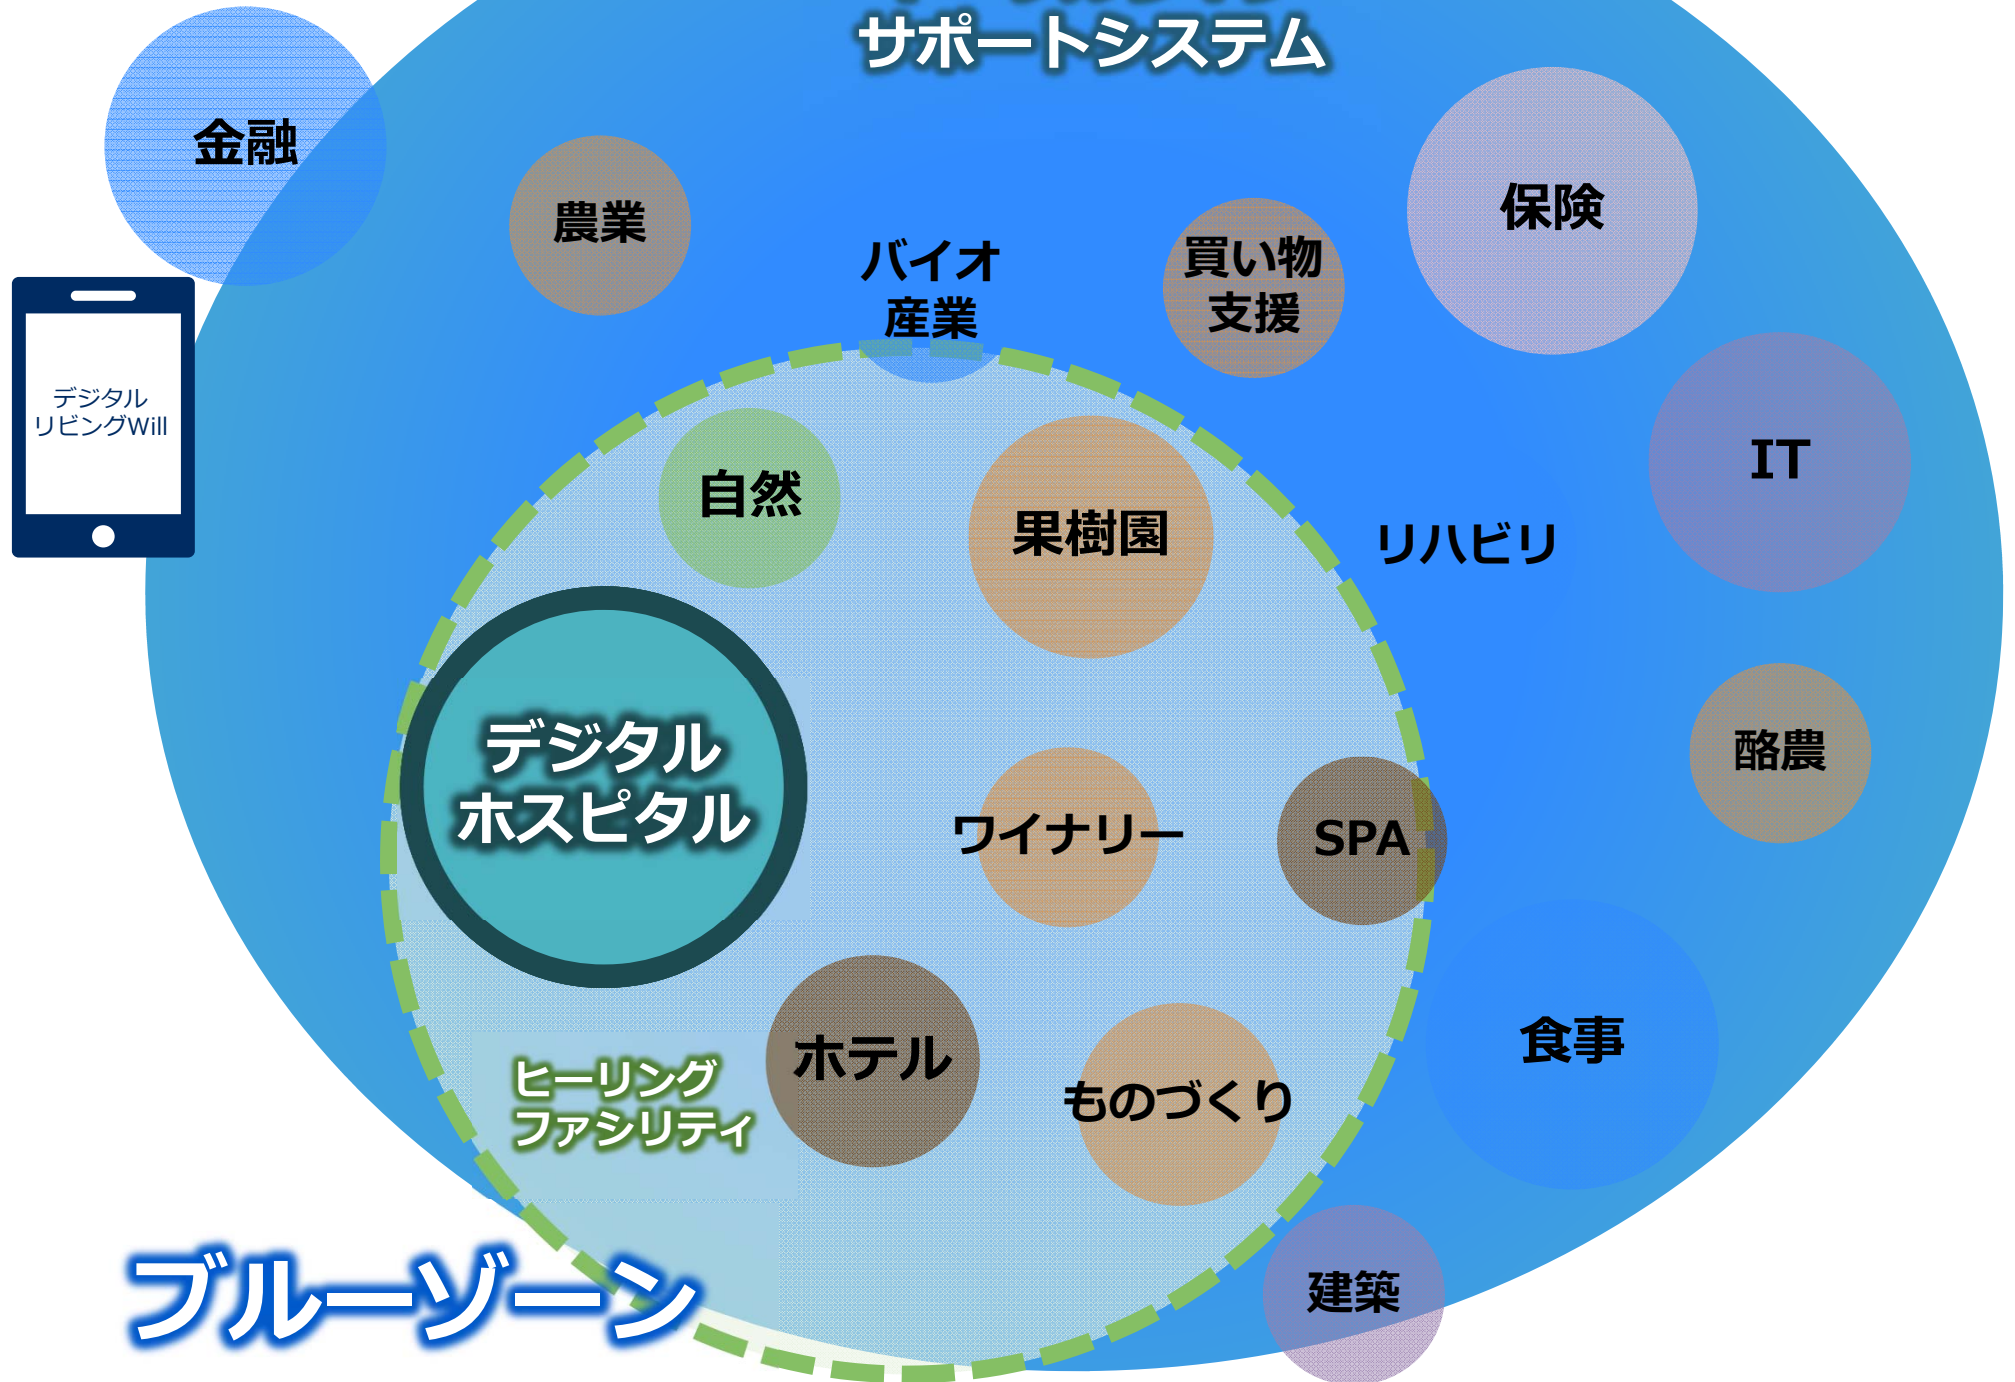 サポートシステム
金融
農業
バイオ
産業
買い物
支援
保険
デジタル
リビングWill
自然
果樹園
リハビリ
IT
デジタル
ホスピタル
ワイナリー
SPA
酪農
ヒーリング
ファシリティ
ホテル
ものづくり
食事
ブルーゾーン
建築